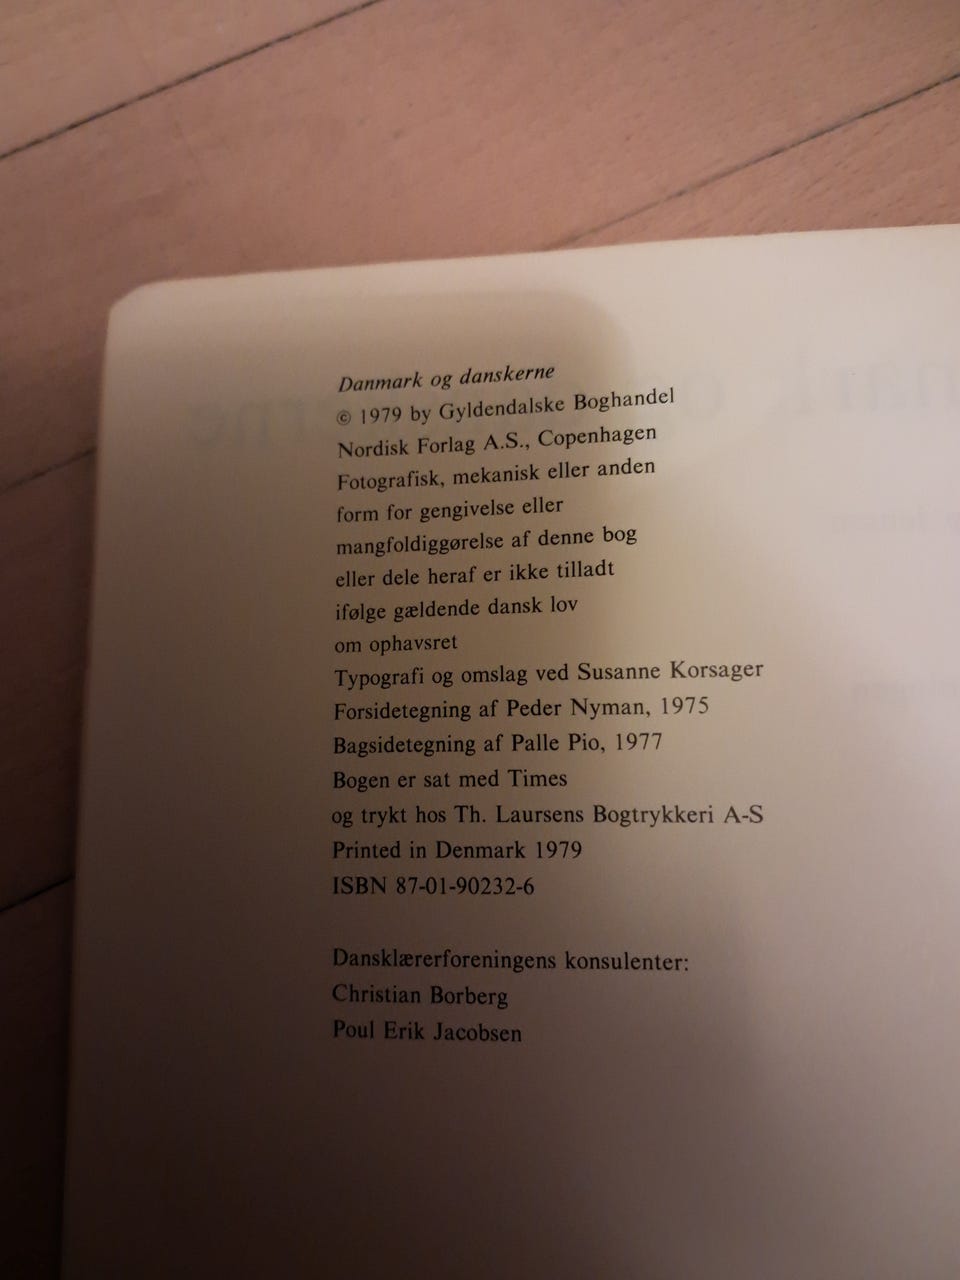 Danmark og danskerne
© 1979 by Gyldendalske Boghandel
Nordisk Forlag A.S., Copenhagen
Fotografisk, mekanisk eller anden
form for gengivelse eller
mangfoldiggørelse af denne bog
eller dele heraf er ikke tilladt
ifølge gældende dansk lov
om ophavsret
Typografi og omslag ved Susanne Korsager
Forsidetegning af Peder Nyman, 1975
Bagsidetegning af Palle Pio, 1977
Bogen er sat med Times
og trykt hos Th. Laursens Bogtrykkeri A-S
Printed in Denmark 1979
ISBN 87-01-90232-6
Dansklærerforeningens konsulenter:
Christian Borberg
Poul Erik Jacobsen